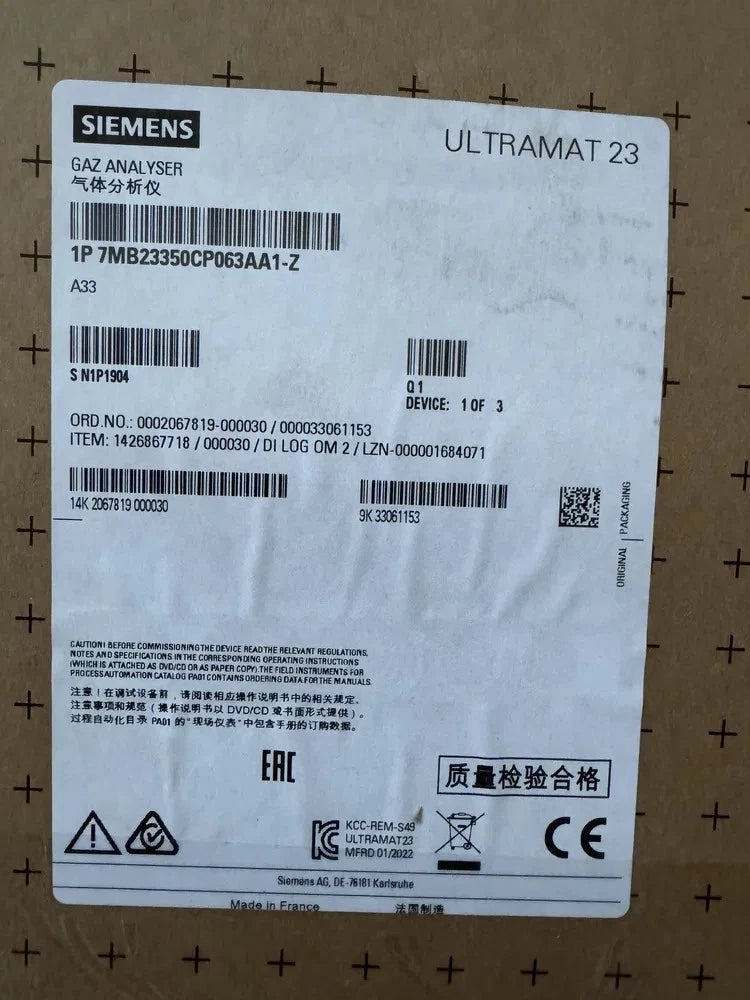 SIEMENS
ULTRAMAT 23
GAZ ANALYSER
气体分析仪
1P 7MB23350CP063AA1-Z
A33
S N1P1904
Q 1
DEVICE: 1 OF 3
ORD.NO.: 0002067819-000030 / 000033061153
ITEM: 1426867718 / 000030 / DI LOG OM 2 / LZN-000001684071
14K 2067819 000030
9K 33061153
ORIGINAL | PACKAGING
CAUTION! BEFORE COMMISSIONING THE DEVICE READ THE RELEVANT REGULATIONS,
NOTES AND SPECIFICATIONS IN THE CORRESPONDING OPERATING INSTRUCTIONS
(WHICH IS ATTACHED AS DVD/CD OR AS PAPER COPY).THE FIELD INSTRUMENTS FOR
PROCESS AUTOMATION CATALOG PA01 CONTAINS ORDERING DATA FOR THE MANUALS.
注意！在调试设备前，请阅读相应操作说明书中的相关规定、
注意事项和规范（操作说明书以 DVD/CD 或书面形式提供）。
过程自动化目录 PA01 的“现场仪表”中包含手册的订购数据。
EAC
质量检验合格
KCC-REM-S49
ULTRAMAT23
MFRD 01/2022
CE
Siemens AG, DE-76181 Karlsruhe
Made in France
法国制造